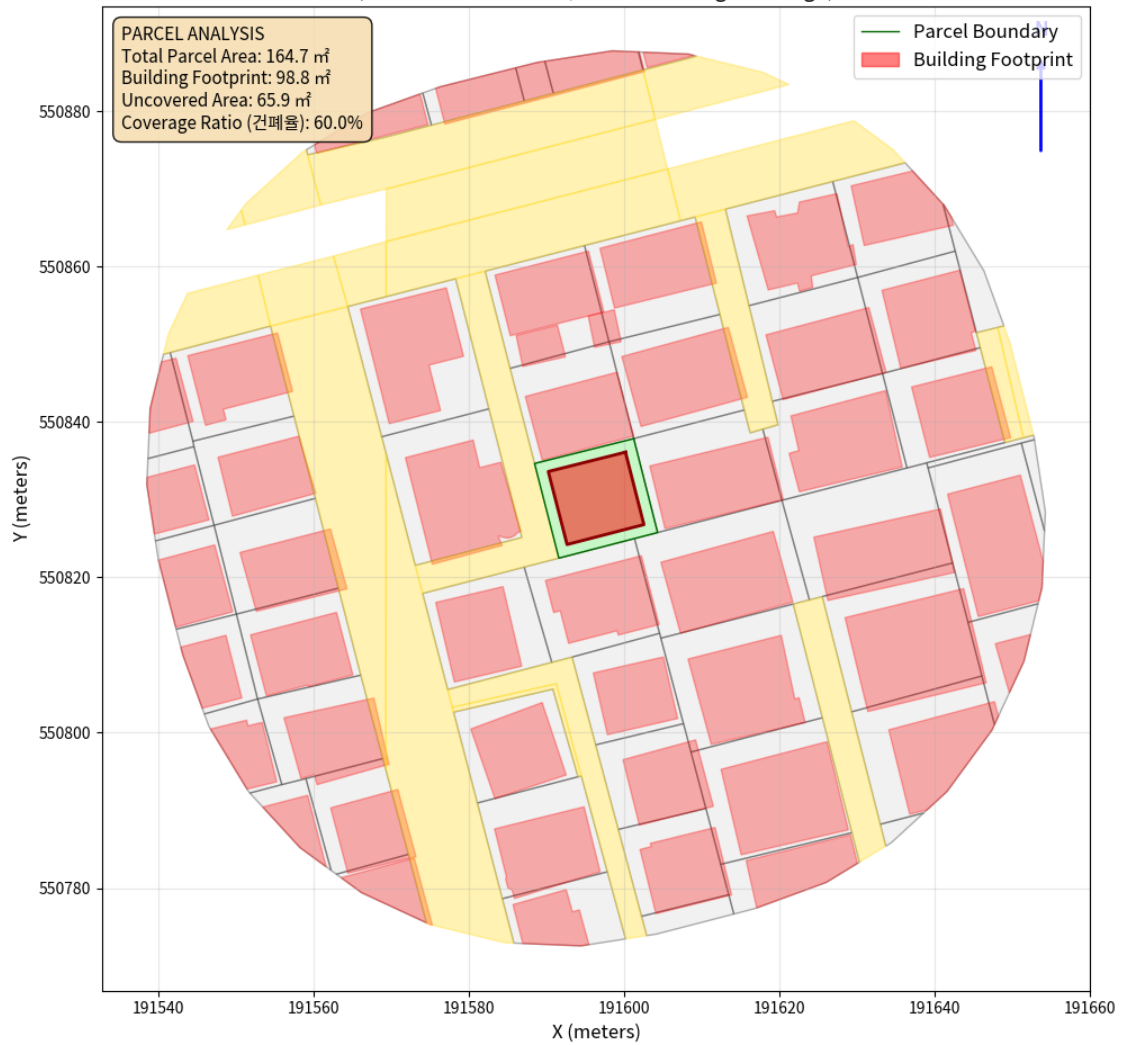 PARCEL ANALYSIS
Total Parcel Area: 164.7 ㎡
Building Footprint: 98.8 ㎡
Uncovered Area: 65.9 ㎡
Coverage Ratio (건폐율): 60.0%
Parcel Boundary
Building Footprint
N
550880
550860
550840
550820
550800
550780
Y (meters)
191540
191560
191580
191600
191620
191640
191660
X (meters)